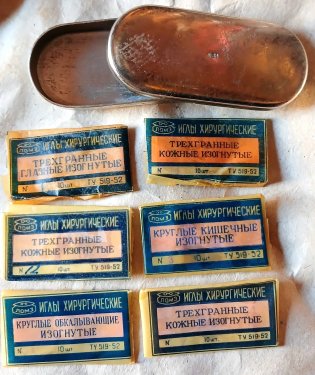 ЛОМЗ ИГЛЫ ХИРУРГИЧЕСКИЕ
ТРЕХГРАННЫЕ
ГЛАЗНЫЕ ИЗОГНУТЫЕ
N 10 шт. ТУ 519-52
ЛОМЗ ИГЛЫ ХИРУРГИЧЕСКИЕ
ТРЕХГРАННЫЕ
КОЖНЫЕ ИЗОГНУТЫЕ
N 10 шт. ТУ 519-52
ЛОМЗ ИГЛЫ ХИРУРГИЧЕСКИЕ
ТРЕХГРАННЫЕ
КОЖНЫЕ ИЗОГНУТЫЕ
N 12 10 шт. ТУ 519-52
ЛОМЗ ИГЛЫ ХИРУРГИЧЕСКИЕ
КРУГЛЫЕ КИШЕЧНЫЕ
ИЗОГНУТЫЕ
N 3 10 шт. ТУ 519-52
ЛОМЗ ИГЛЫ ХИРУРГИЧЕСКИЕ
КРУГЛЫЕ ОБКАЛЫВАЮЩИЕ
ИЗОГНУТЫЕ
N 10 шт. ТУ 519-52
ЛОМЗ ИГЛЫ ХИРУРГИЧЕСКИЕ
ТРЕХГРАННЫЕ
КОЖНЫЕ ИЗОГНУТЫЕ
N 10 шт. ТУ 519-52